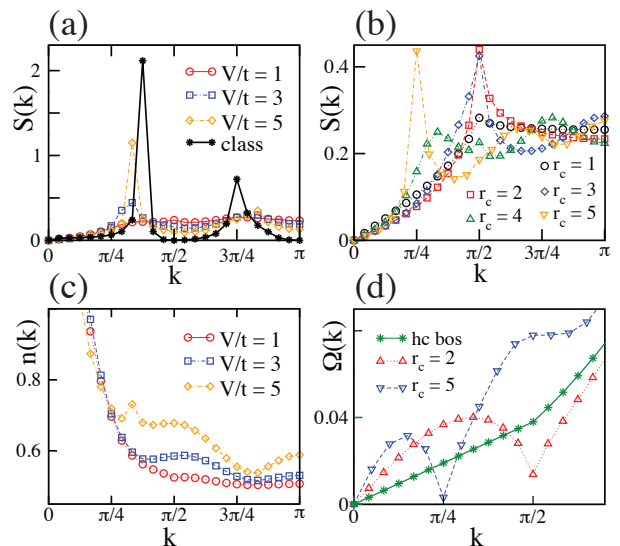 (a)
S(k)
2
1
0
V/t = 1
V/t = 3
V/t = 5
class
0 π/4 π/2 3π/4 π
k
(b)
S(k)
0.4
0.2
0
r_c = 1
r_c = 2 r_c = 3
r_c = 4 r_c = 5
0 π/4 π/2 3π/4 π
k
(c)
n(k)
1
0.8
0.6
V/t = 1
V/t = 3
V/t = 5
0 π/4 π/2 3π/4 π
k
(d)
Ω(k)
0.04
0
hc bos
r_c = 2
r_c = 5
0 π/4 π/2
k